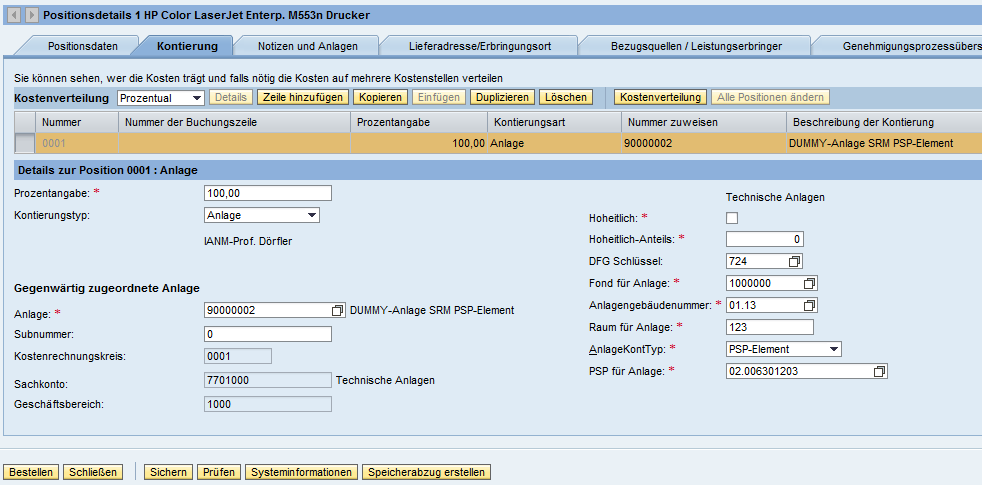 Positionsdetails 1 HP Color LaserJet Enterp. M553n Drucker
Positionsdaten Kontierung Notizen und Anlagen Lieferadresse/Erbringungsort Bezugsquellen / Leistungserbringer Genehmigungsprozessübers
Sie können sehen, wer die Kosten trägt und falls nötig die Kosten auf mehrere Kostenstellen verteilen
Kostenverteilung Prozentual Details Zeile hinzufügen Kopieren Einfügen Duplizieren Löschen Kostenverteilung Alle Positionen ändern
Nummer Nummer der Buchungszeile Prozentangabe Kontierungsart Nummer zuweisen Beschreibung der Kontierung
0001 100,00 Anlage 90000002 DUMMY-Anlage SRM PSP-Element
Details zur Position 0001 : Anlage
Prozentangabe: * 100,00
Kontierungstyp: Anlage
IANM-Prof. Dörfler
Gegenwärtig zugeordnete Anlage
Anlage: * 90000002 DUMMY-Anlage SRM PSP-Element
Subnummer: 0
Kostenrechnungskreis: 0001
Sachkonto: 7701000 Technische Anlagen
Geschäftsbereich: 1000
Technische Anlagen
Hoheitlich: *
Hoheitlich-Anteils: * 0
DFG Schlüssel: 724
Fond für Anlage: * 1000000
Anlagengebäudenummer: * 01.13
Raum für Anlage: * 123
AnlageKontTyp: * PSP-Element
PSP für Anlage: * 02.006301203
Bestellen Schließen Sichern Prüfen Systeminformationen Speicherabzug erstellen